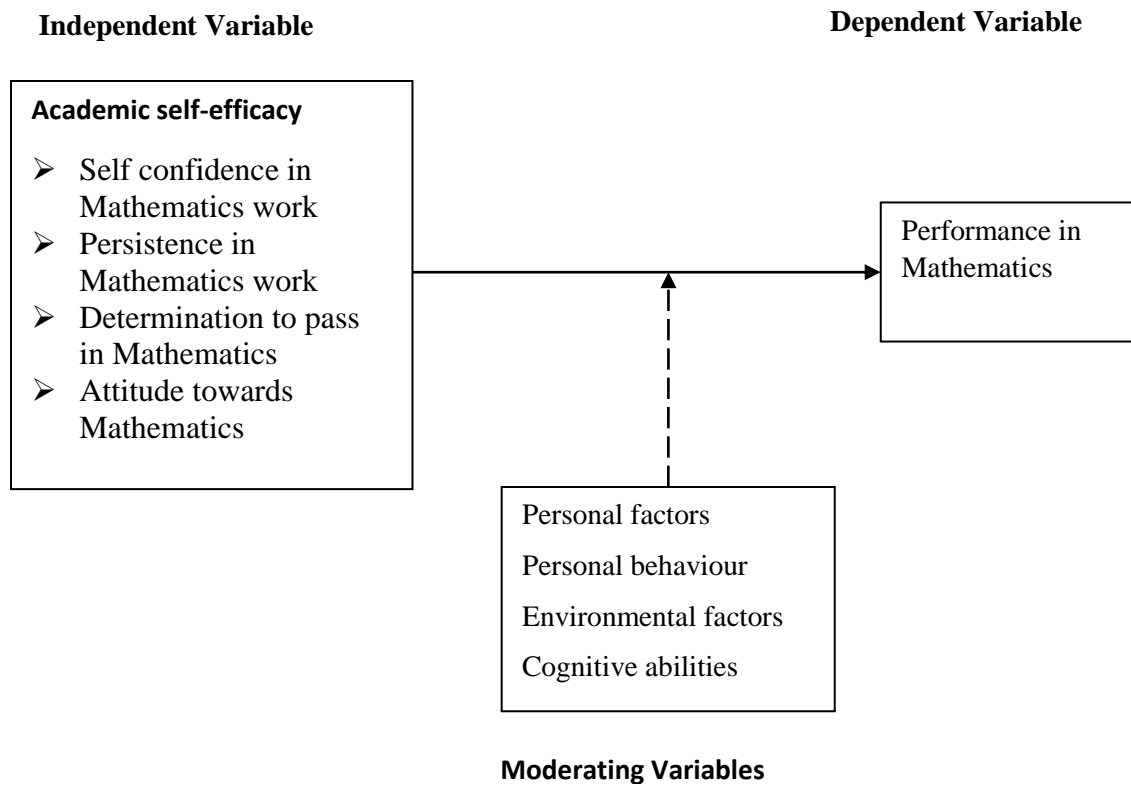 Independent Variable
Dependent Variable
Academic self-efficacy
➢ Self confidence in
Mathematics work
➢ Persistence in
Mathematics work
➢ Determination to pass
in Mathematics
➢ Attitude towards
Mathematics
Performance in
Mathematics
Personal factors
Personal behaviour
Environmental factors
Cognitive abilities
Moderating Variables